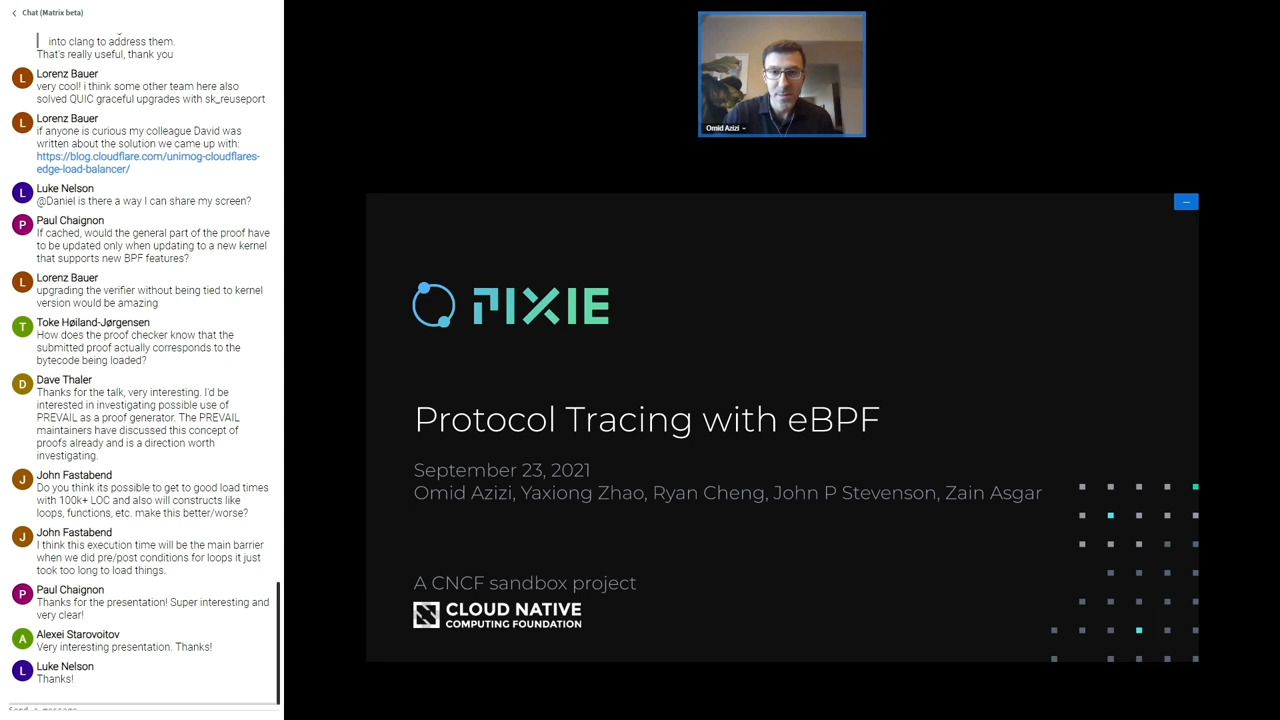 Chat (Matrix beta)
into clang to address them.
That's really useful, thank you
L
Lorenz Bauer
very cool! i think some other team here also
solved QUIC graceful upgrades with sk_reuseport
L
Lorenz Bauer
if anyone is curious my colleague David was
written about the solution we came up with:
https://blog.cloudflare.com/unimog-cloudflares-
edge-load-balancer/
L
Luke Nelson
@Daniel is there a way I can share my screen?
P
Paul Chaignon
If cached, would the general part of the proof have
to be updated only when updating to a new kernel
that supports new BPF features?
L
Lorenz Bauer
upgrading the verifier without being tied to kernel
version would be amazing
T
Toke Høiland-Jørgensen
How does the proof checker know that the
submitted proof actually corresponds to the
bytecode being loaded?
D
Dave Thaler
Thanks for the talk, very interesting. I'd be
interested in investigating possible use of
PREVAIL as a proof generator. The PREVAIL
maintainers have discussed this concept of
proofs already and is a direction worth
investigating.
J
John Fastabend
Do you think its possible to get to good load times
with 100k+ LOC and also will constructs like
loops, functions, etc. make this better/worse?
J
John Fastabend
I think this execution time will be the main barrier
when we did pre/post conditions for loops it just
took too long to load things.
P
Paul Chaignon
Thanks for the presentation! Super interesting and
very clear!
A
Alexei Starovoitov
Very interesting presentation. Thanks!
L
Luke Nelson
Thanks!
Send a message
Omid Azizi
PIXIE
Protocol Tracing with eBPF
September 23, 2021
Omid Azizi, Yaxiong Zhao, Ryan Cheng, John P Stevenson, Zain Asgar
A CNCF sandbox project
CLOUD NATIVE
COMPUTING FOUNDATION